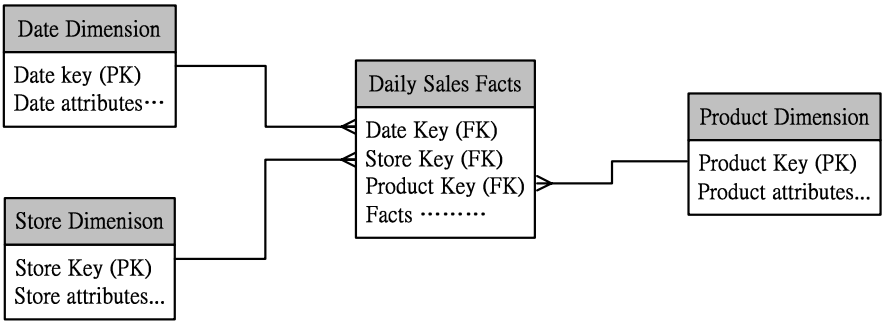 Date Dimension
Date key (PK)
Date attributes⋯
Daily Sales Facts
Date Key (FK)
Store Key (FK)
Product Key (FK)
Facts ⋯⋯⋯
Product Dimension
Product Key (PK)
Product attributes...
Store Dimenison
Store Key (PK)
Store attributes...